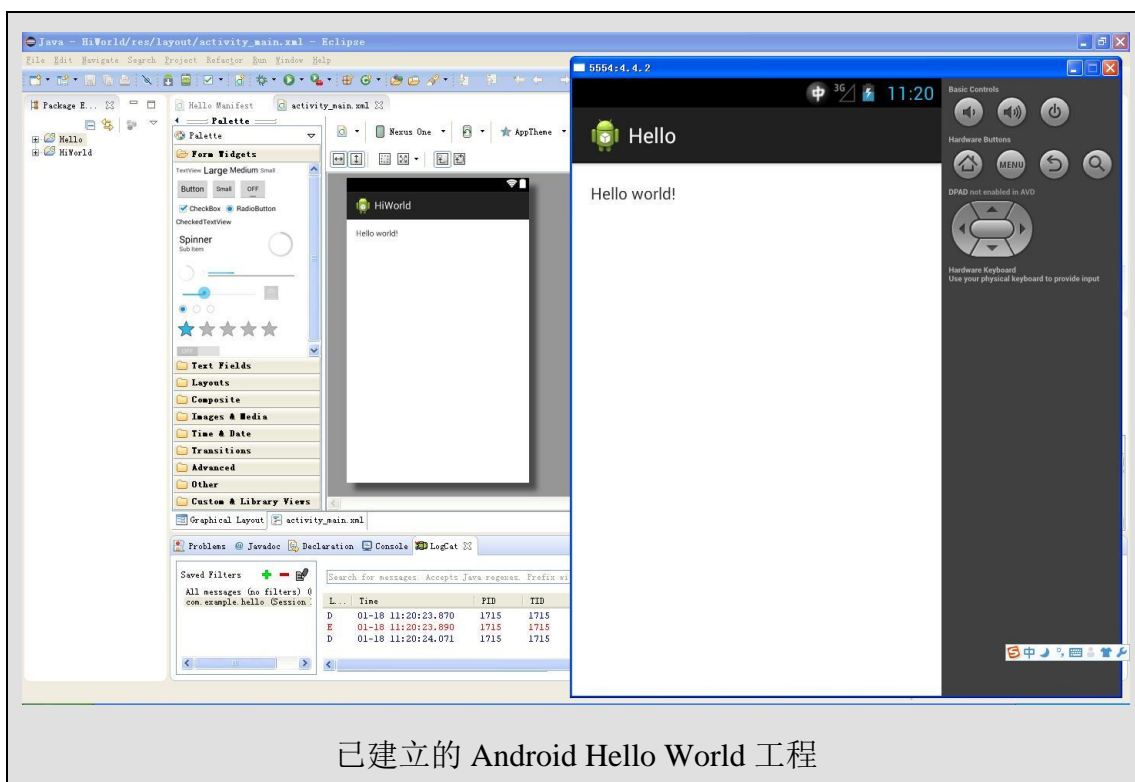 Java - HiWorld/res/layout/activity_main.xml - Eclipse
File Edit Navigate Search Project Refactor Run Window Help
Package E...
Hello
HiWorld
Hello Manifest
activity_main.xml
Palette
Palette
Form Widgets
TextView Large Medium Small
Button Small OFF
CheckBox RadioButton
CheckedTextView
Spinner
Sub Item
OFF
Text Fields
Layouts
Composite
Images & Media
Time & Date
Transitions
Advanced
Other
Custom & Library Views
Graphical Layout
activity_main.xml
Nexus One
AppTheme
HiWorld
Hello world!
Problems @ Javadoc Declaration Console LogCat
Saved Filters
All messages (no filters) (
com.example.hello (Session
Search for messages. Accepts Java regexes. Prefix wi
L... Time PID TID
D 01-18 11:20:23.870 1715 1715
E 01-18 11:20:23.890 1715 1715
D 01-18 11:20:24.071 1715 1715
5554:4.4.2
中 3G 11:20
Hello
Hello world!
Basic Controls
Hardware Buttons
MENU
DPAD not enabled in AVD
Hardware Keyboard
Use your physical keyboard to provide input
中
已建立的 Android Hello World 工程